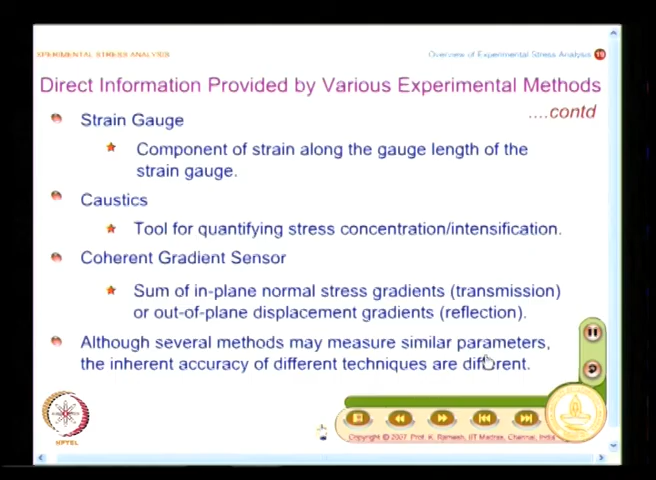 EXPERIMENTAL STRESS ANALYSIS
Overview of Experimental Stress Analysis 19
Direct Information Provided by Various Experimental Methods
....contd
Strain Gauge
Component of strain along the gauge length of the
strain gauge.
Caustics
Tool for quantifying stress concentration/intensification.
Coherent Gradient Sensor
Sum of in-plane normal stress gradients (transmission)
or out-of-plane displacement gradients (reflection).
Although several methods may measure similar parameters,
the inherent accuracy of different techniques are different.
NPTEL
Copyright © 2007 Prof. K. Ramesh, IIT Madras, Chennai, India